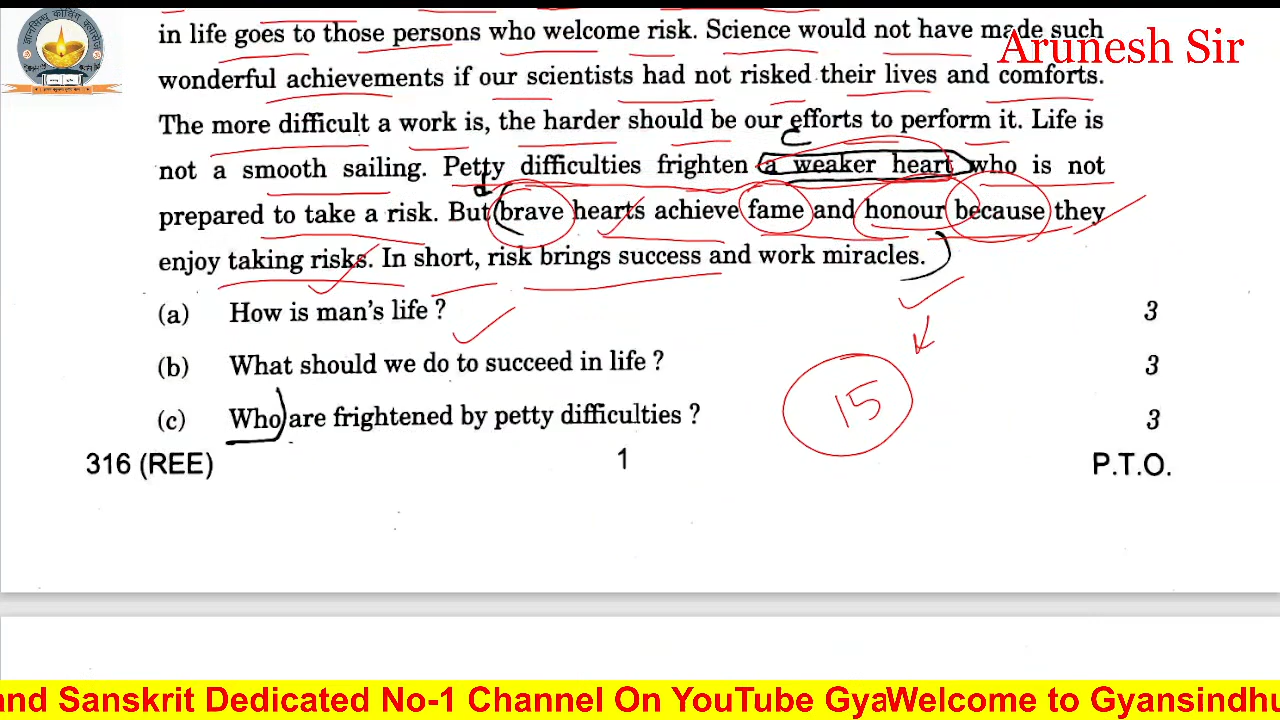 in life goes to those persons who welcome risk. Science would not have made such
Arunesh Sir
wonderful achievements if our scientists had not risked their lives and comforts.
The more difficult a work is, the harder should be our efforts to perform it. Life is
c
not a smooth sailing. Petty difficulties frighten a weaker heart who is not
d
prepared to take a risk. But brave hearts achieve fame and honour because they
enjoy taking risks. In short, risk brings success and work miracles.
(a) How is man's life ? 3
(b) What should we do to succeed in life ? 3
15
(c) Who are frightened by petty difficulties ? 3
316 (REE) 1 P.T.O.
and Sanskrit Dedicated No-1 Channel On YouTube GyaWelcome to Gyansindhu